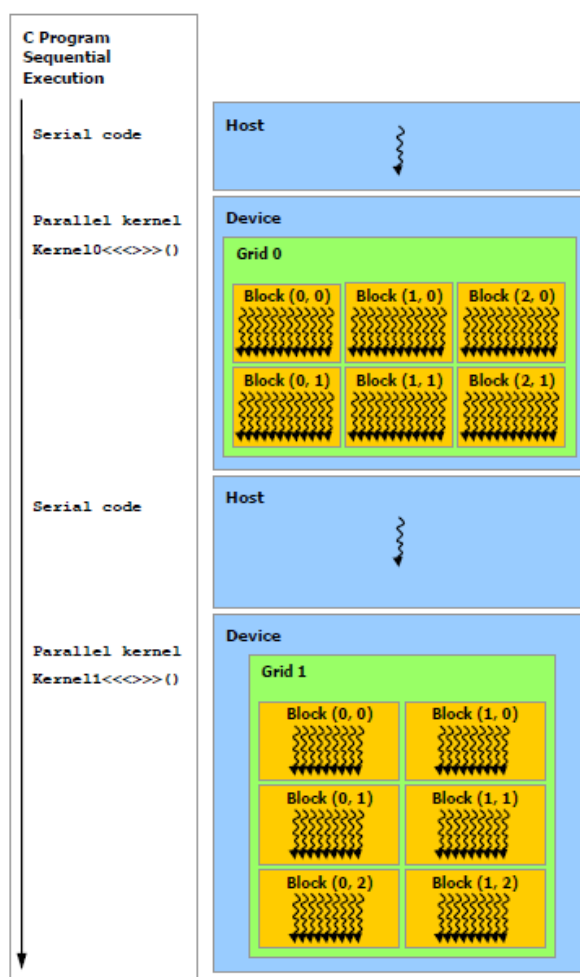 C Program
Sequential
Execution
Serial code
Host
Parallel kernel
Kernel0<<<>>>()
Device
Grid 0
Block (0, 0) Block (1, 0) Block (2, 0)
Block (0, 1) Block (1, 1) Block (2, 1)
Serial code
Host
Parallel kernel
Kernel1<<<>>>()
Device
Grid 1
Block (0, 0) Block (1, 0)
Block (0, 1) Block (1, 1)
Block (0, 2) Block (1, 2)